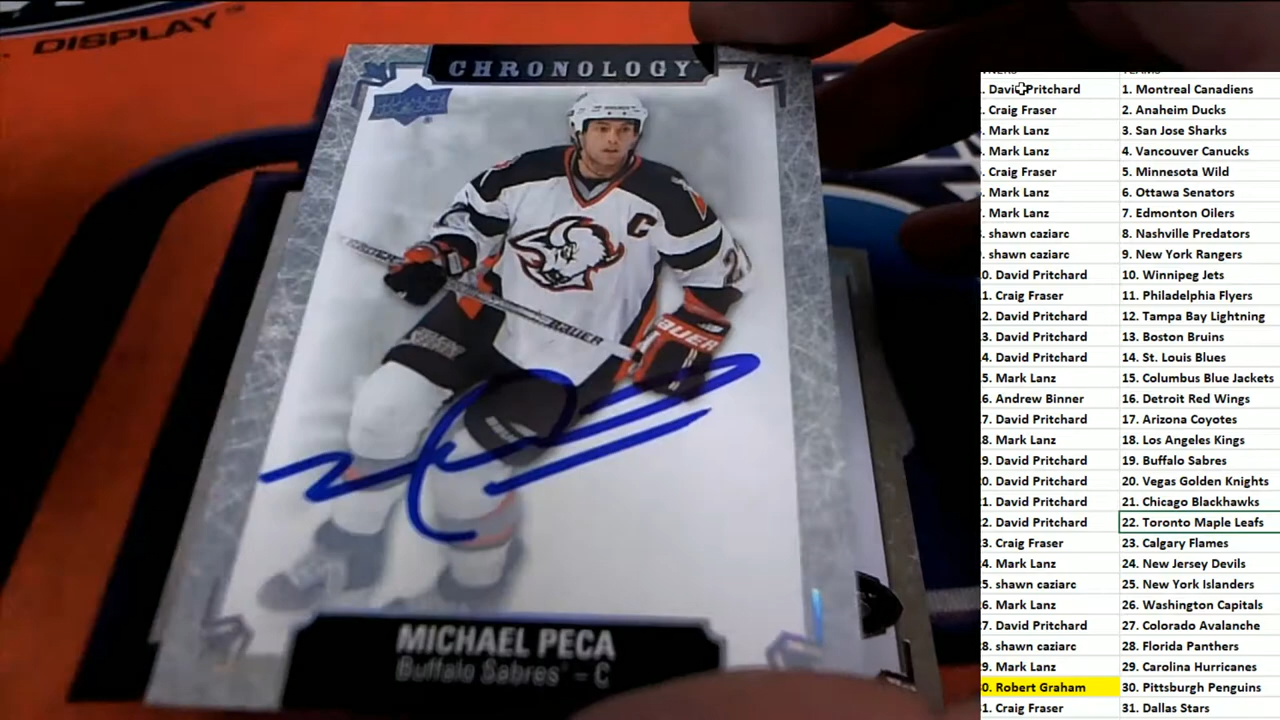 DISPLAY™
CHRONOLOGY
UPPER DECK
C
BAUER
BAUER
MICHAEL PECA
Buffalo Sabres™ - C
TEAMS
. David Pritchard 1. Montreal Canadiens
. Craig Fraser 2. Anaheim Ducks
. Mark Lanz 3. San Jose Sharks
. Mark Lanz 4. Vancouver Canucks
. Craig Fraser 5. Minnesota Wild
. Mark Lanz 6. Ottawa Senators
. Mark Lanz 7. Edmonton Oilers
. shawn caziarc 8. Nashville Predators
. shawn caziarc 9. New York Rangers
0. David Pritchard 10. Winnipeg Jets
1. Craig Fraser 11. Philadelphia Flyers
2. David Pritchard 12. Tampa Bay Lightning
3. David Pritchard 13. Boston Bruins
4. David Pritchard 14. St. Louis Blues
5. Mark Lanz 15. Columbus Blue Jackets
6. Andrew Binner 16. Detroit Red Wings
7. David Pritchard 17. Arizona Coyotes
8. Mark Lanz 18. Los Angeles Kings
9. David Pritchard 19. Buffalo Sabres
0. David Pritchard 20. Vegas Golden Knights
1. David Pritchard 21. Chicago Blackhawks
2. David Pritchard 22. Toronto Maple Leafs
3. Craig Fraser 23. Calgary Flames
4. Mark Lanz 24. New Jersey Devils
5. shawn caziarc 25. New York Islanders
6. Mark Lanz 26. Washington Capitals
7. David Pritchard 27. Colorado Avalanche
8. shawn caziarc 28. Florida Panthers
9. Mark Lanz 29. Carolina Hurricanes
0. Robert Graham 30. Pittsburgh Penguins
1. Craig Fraser 31. Dallas Stars